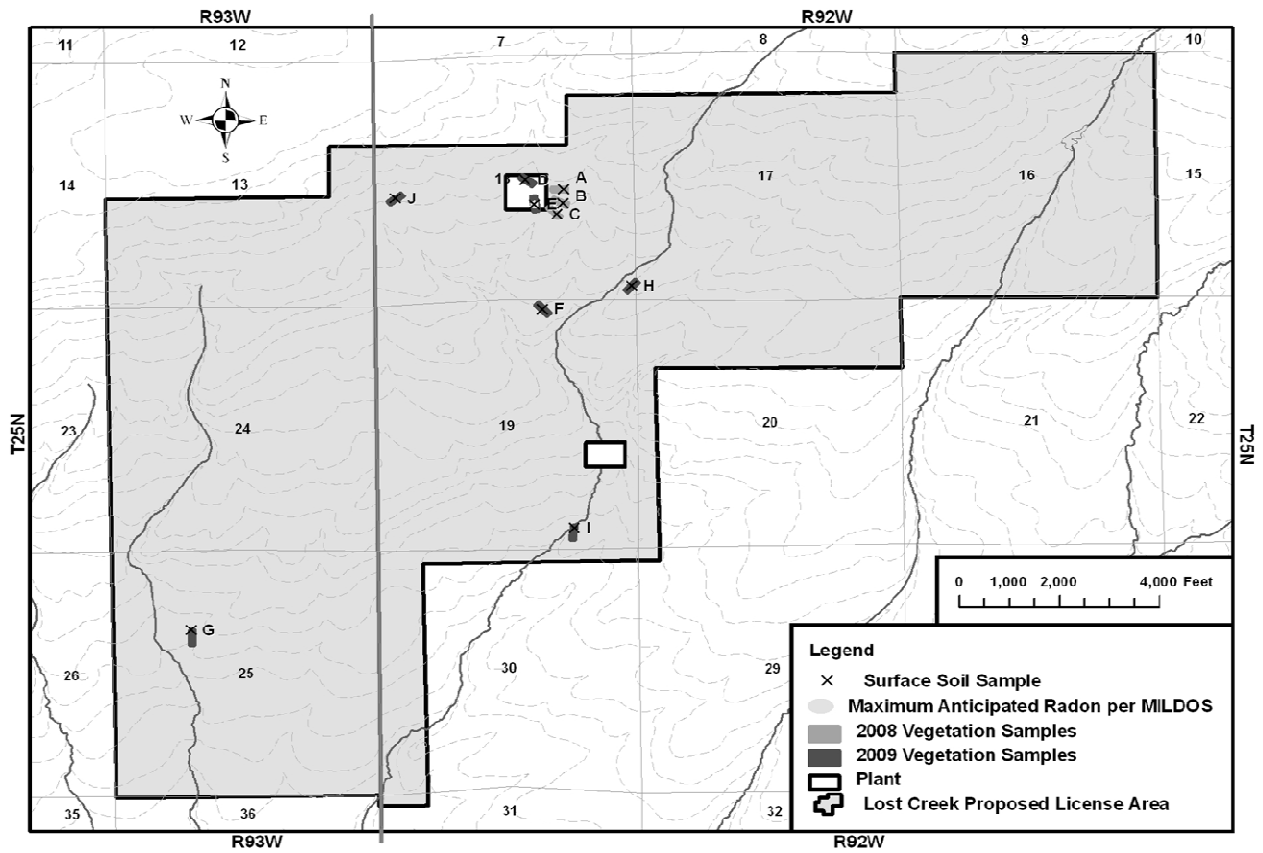 R93W R92W
11 12 7 8 9 10
N
W E
S
14 13 17 16 15
D A
B
E
C
J
H
F
23 24 19 20 21 22
T25N T25N
I
G
26 25 30 29
35 36 31 32
0 1,000 2,000 4,000 Feet
Legend
Surface Soil Sample
Maximum Anticipated Radon per MILDOS
2008 Vegetation Samples
2009 Vegetation Samples
Plant
Lost Creek Proposed License Area
R93W R92W